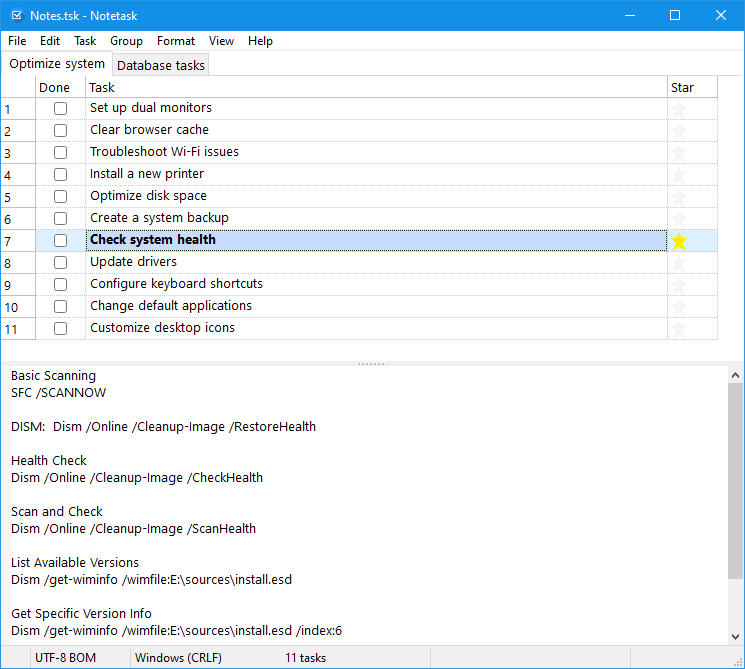 Notes.tsk - Notetask
File Edit Task Group Format View Help
Optimize system Database tasks
Done Task Star
1 Set up dual monitors
2 Clear browser cache
3 Troubleshoot Wi-Fi issues
4 Install a new printer
5 Optimize disk space
6 Create a system backup
7 Check system health
8 Update drivers
9 Configure keyboard shortcuts
10 Change default applications
11 Customize desktop icons
Basic Scanning
SFC /SCANNOW
DISM:  Dism /Online /Cleanup-Image /RestoreHealth
Health Check
Dism /Online /Cleanup-Image /CheckHealth
Scan and Check
Dism /Online /Cleanup-Image /ScanHealth
List Available Versions
Dism /get-wiminfo /wimfile:E:\sources\install.esd
Get Specific Version Info
Dism /get-wiminfo /wimfile:E:\sources\install.esd /index:6
UTF-8 BOM Windows (CRLF) 11 tasks